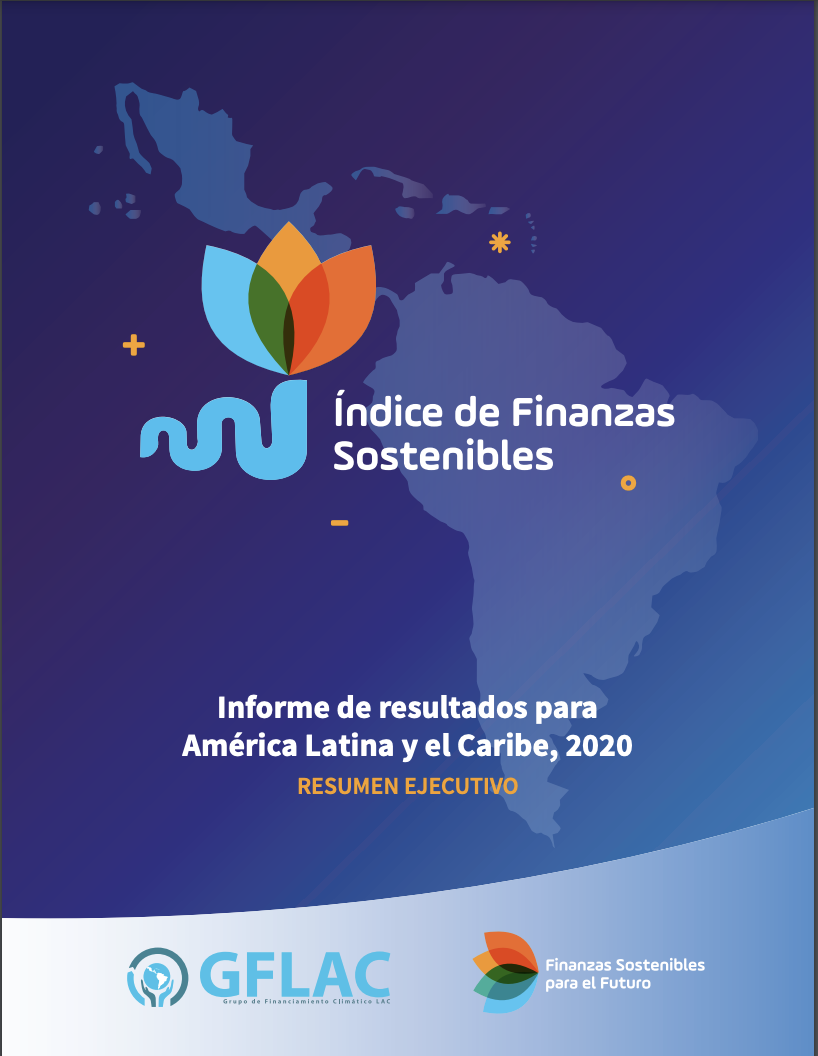 Índice de Finanzas
Sostenibles
Informe de resultados para
América Latina y el Caribe, 2020
RESUMEN EJECUTIVO
GFLAC
Grupo de Financiamiento Climático LAC
Finanzas Sostenibles
para el Futuro